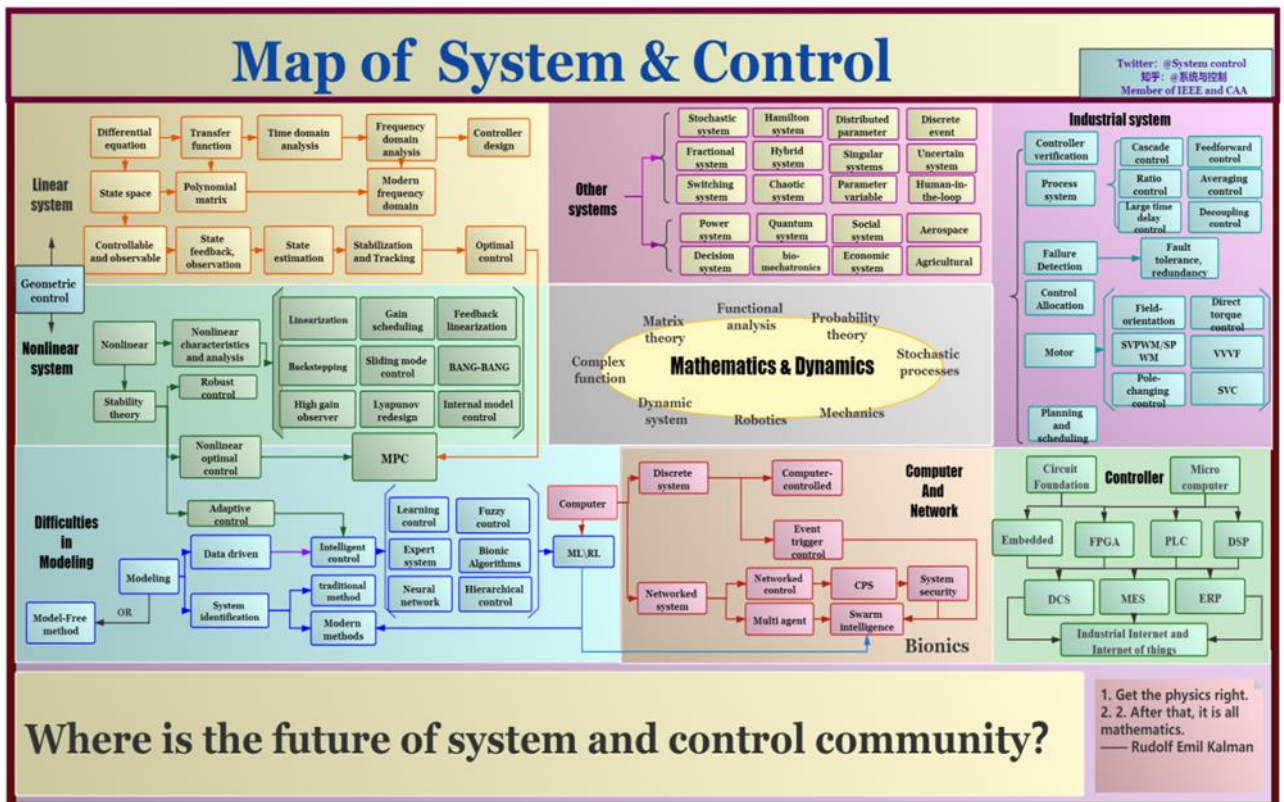 Map of System & Control
Twitter: @System control
知乎: @系统与控制
Member of IEEE and CAA
Linear
system
Differential
equation
Transfer
function
Time domain
analysis
Frequency
domain
analysis
Controller
design
State space
Polynomial
matrix
Modern
frequency
domain
Controllable
and observable
State
feedback,
observation
State
estimation
Stabilization
and Tracking
Optimal
control
Geometric
control
Nonlinear
system
Nonlinear
Nonlinear
characteristics
and analysis
Stability
theory
Robust
control
Nonlinear
optimal
control
MPC
Adaptive
control
Linearization
Gain
scheduling
Feedback
linearization
Backstepping
Sliding mode
control
BANG-BANG
High gain
observer
Lyapunov
redesign
Internal model
control
Other
systems
Stochastic
system
Hamilton
system
Distributed
parameter
Discrete
event
Fractional
system
Hybrid
system
Singular
systems
Uncertain
system
Switching
system
Chaotic
system
Parameter
variable
Human-in-
the-loop
Power
system
Quantum
system
Social
system
Aerospace
Decision
system
bio-
mechatronics
Economic
system
Agricultural
Mathematics & Dynamics
Matrix
theory
Functional
analysis
Probability
theory
Stochastic
processes
Complex
function
Dynamic
system
Robotics
Mechanics
Industrial system
Controller
verification
Process
system
Cascade
control
Feedforward
control
Ratio
control
Averaging
control
Large time
delay
control
Decoupling
control
Failure
Detection
Fault
tolerance,
redundancy
Control
Allocation
Motor
Field-
orientation
Direct
torque
control
SVPWM/SP
WM
VVVF
Pole-
changing
control
SVC
Planning
and
scheduling
Difficulties
in
Modeling
Modeling
OR
Model-Free
method
Data driven
System
identification
Intelligent
control
traditional
method
Modern
methods
Learning
control
Fuzzy
control
Expert
system
Bionic
Algorithms
Neural
network
Hierarchical
control
ML\RL
Computer
And
Network
Computer
Discrete
system
Computer-
controlled
Event
trigger
control
Networked
system
Networked
control
CPS
System
security
Multi agent
Swarm
intelligence
Bionics
Controller
Circuit
Foundation
Micro
computer
Embedded
FPGA
PLC
DSP
DCS
MES
ERP
Industrial Internet and
Internet of things
Where is the future of system and control community?
1. Get the physics right.
2. 2. After that, it is all
mathematics.
—— Rudolf Emil Kalman